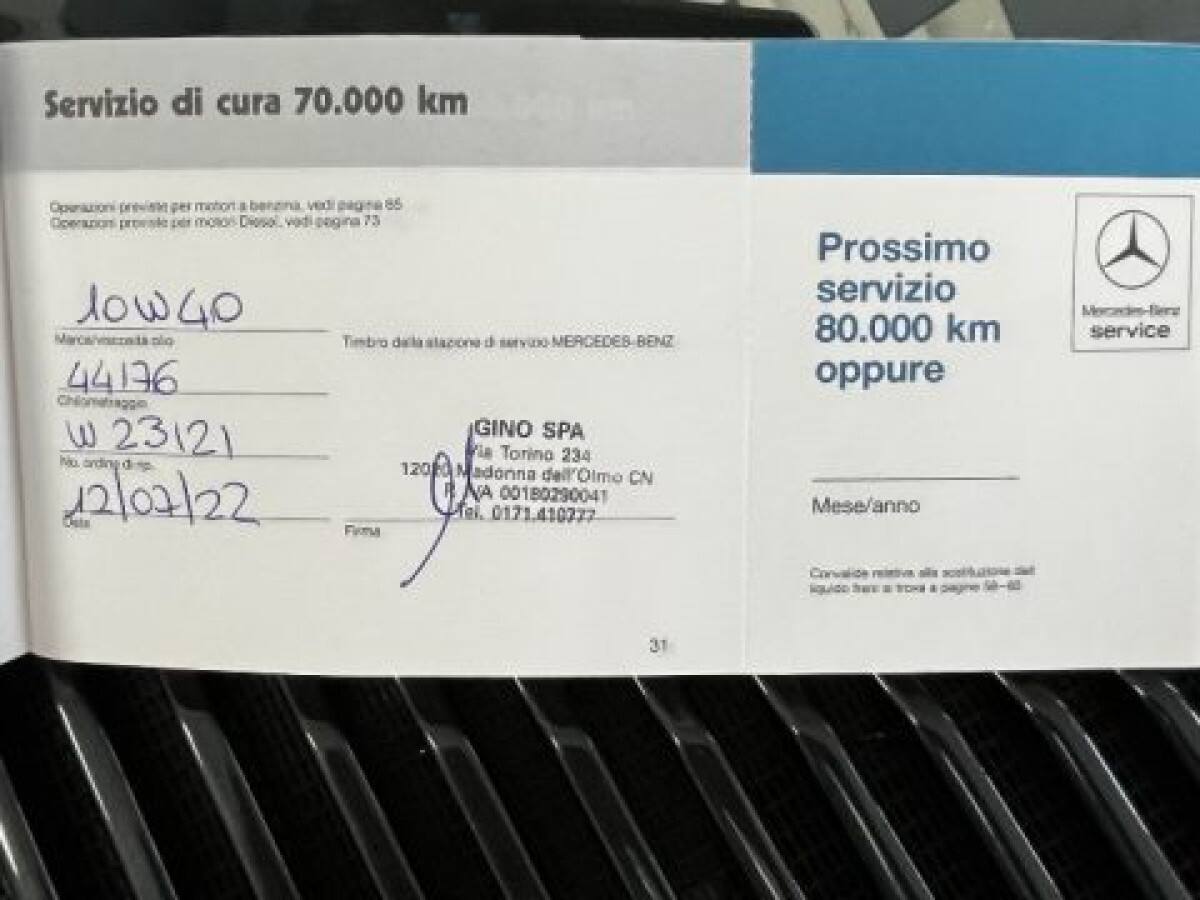 Servizio di cura 70.000 km
Operazioni previste per motori a benzina, vedi pagina 65
Operazioni previste per motori Diesel, vedi pagina 73
10W40
Marca/viscosità olio
44176
Chilometraggio
W23121
No. ordine di rip.
12/07/22
Data
Timbro della stazione di servizio MERCEDES-BENZ
GINO SPA
Via Torino 234
Madonna dell'Olmo CN
P. IVA 00180290041
Tel. 0171.410777
Firma
31
Prossimo
servizio
80.000 km
oppure
Mercedes-Benz
service
Mese/anno
Convalide relative alla sostituzione del
liquido freni si trova a pagine